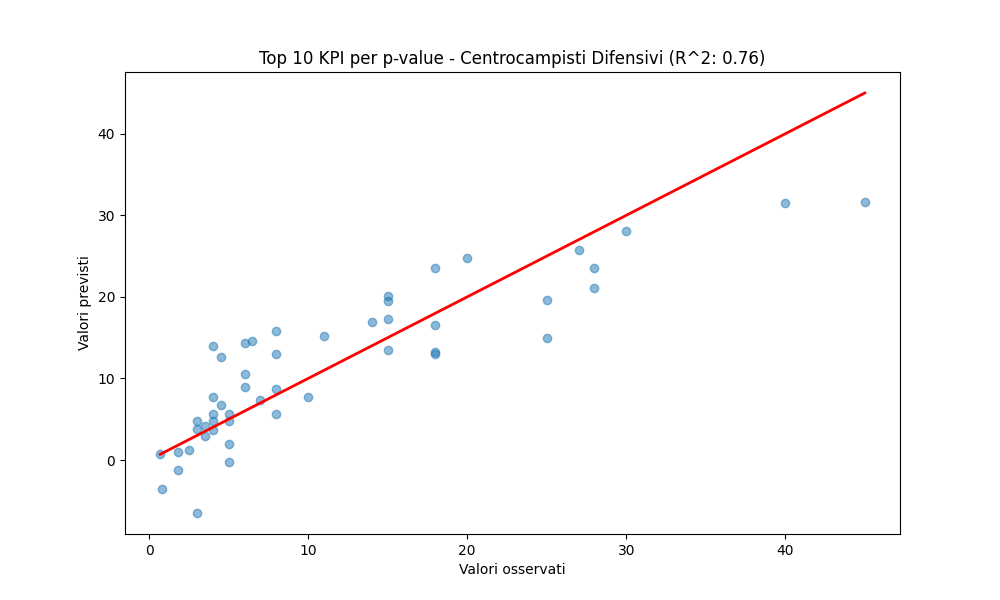 Top 10 KPI per p-value - Centrocampisti Difensivi (R^2: 0.76)
Valori previsti
40
30
20
10
0
0 10 20 30 40
Valori osservati